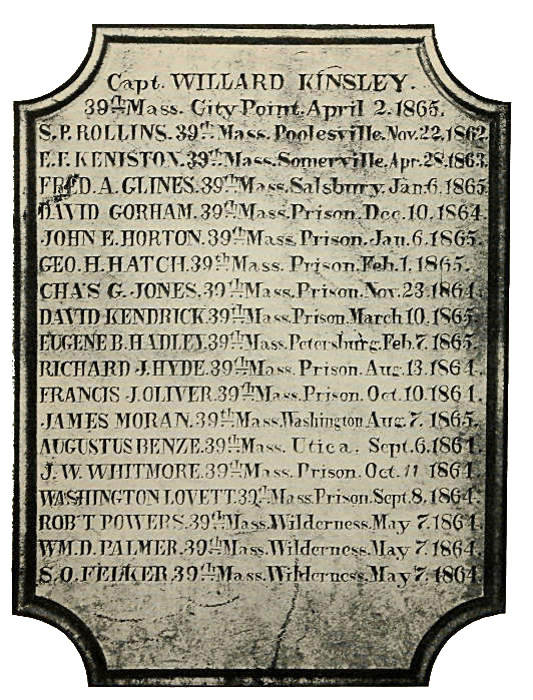 Capt. WILLARD KINSLEY.
39th Mass. City Point. April 2. 1865.
S. P. ROLLINS. 39th Mass. Poolesville. Nov. 22. 1862.
E. F. KENISTON. 39th Mass. Somerville. Apr. 28. 1863.
FRED. A. GLINES. 39th Mass. Salsbury. Jan. 6. 1865
DAVID GORHAM. 39th Mass. Prison. Dec. 10. 1864.
JOHN E. HORTON. 39th Mass. Prison. Jan. 6. 1865.
GEO. H. HATCH. 39th Mass. Prison. Feb. 1. 1865.
CHA'S G. JONES. 39th Mass. Prison. Nov. 23. 1864.
DAVID KENDRICK. 39th Mass. Prison. March 10. 1865.
EUGENE B. HADLEY. 39th Mass. Petersburg. Feb. 7. 1865.
RICHARD J. HYDE. 39th Mass. Prison. Aug. 13. 1864.
FRANCIS J. OLIVER. 39th Mass. Prison. Oct. 10. 1864.
JAMES MORAN. 39th Mass. Washington Aug. 7. 1865.
AUGUSTUS BENZE. 39th Mass. Utica. Sept. 6. 1864.
J. W. WHITMORE. 39th Mass. Prison. Oct. 11 1864.
WASHINGTON LOVETT. 39th Mass. Prison. Sept. 8. 1864.
ROB'T POWERS. 39th Mass. Wilderness. May 7. 1864.
WM. D. PALMER. 39th Mass. Wilderness. May 7. 1864.
S. O. FELKER. 39th Mass. Wilderness. May 7. 1864.